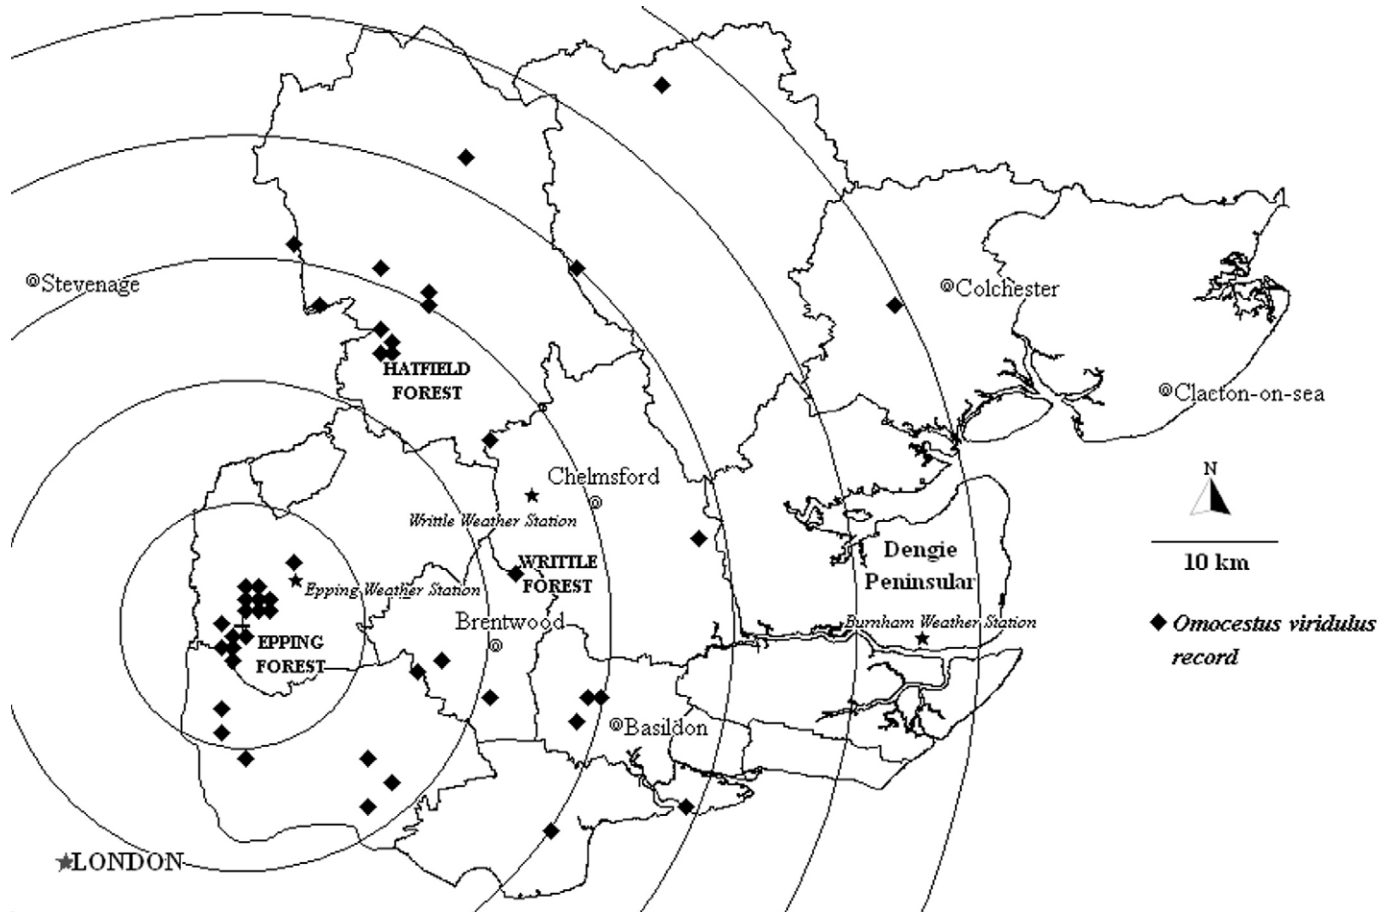 Stevenage
Colchester
HATFIELD
FOREST
Clacton-on-sea
Chelmsford
N
Writtle Weather Station
10 km
Dengie
Peninsular
WRITTLE
FOREST
Epping Weather Station
Brentwood
Burnham Weather Station
Omocestus viridulus
record
EPPING
FOREST
Basildon
LONDON